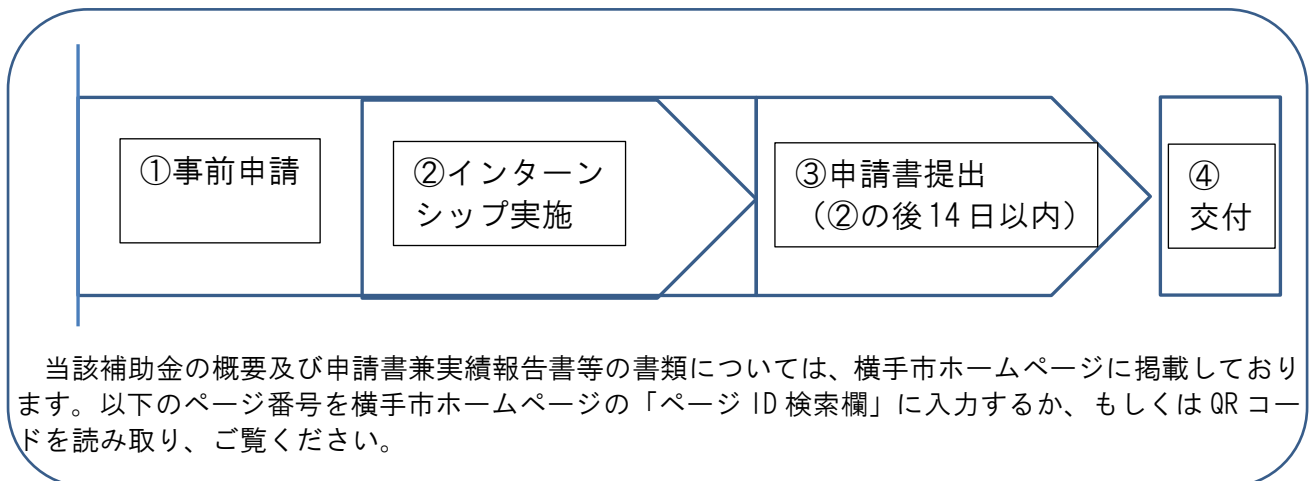 ①事前申請
②インターン
シップ実施
③申請書提出
（②の後14日以内）
④
交付
当該補助金の概要及び申請書兼実績報告書等の書類については、横手市ホームページに掲載しており
ます。以下のページ番号を横手市ホームページの「ページID検索欄」に入力するか、もしくはQRコー
ドを読み取り、ご覧ください。